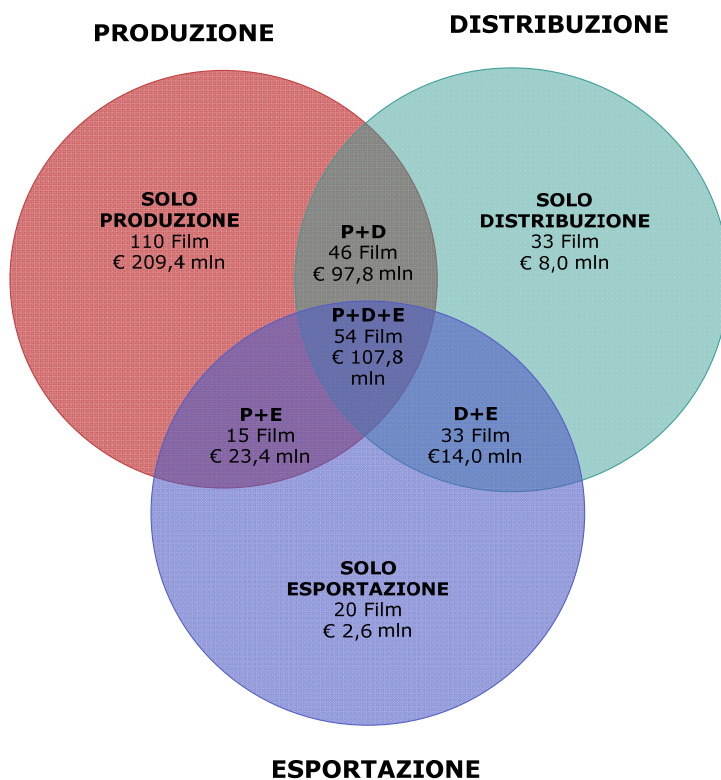 PRODUZIONE
DISTRIBUZIONE
SOLO
PRODUZIONE
110 Film
€ 209,4 mln
P+D
46 Film
€ 97,8 mln
SOLO
DISTRIBUZIONE
33 Film
€ 8,0 mln
P+D+E
54 Film
€ 107,8
mln
P+E
15 Film
€ 23,4 mln
D+E
33 Film
€14,0 mln
SOLO
ESPORTAZIONE
20 Film
€ 2,6 mln
ESPORTAZIONE